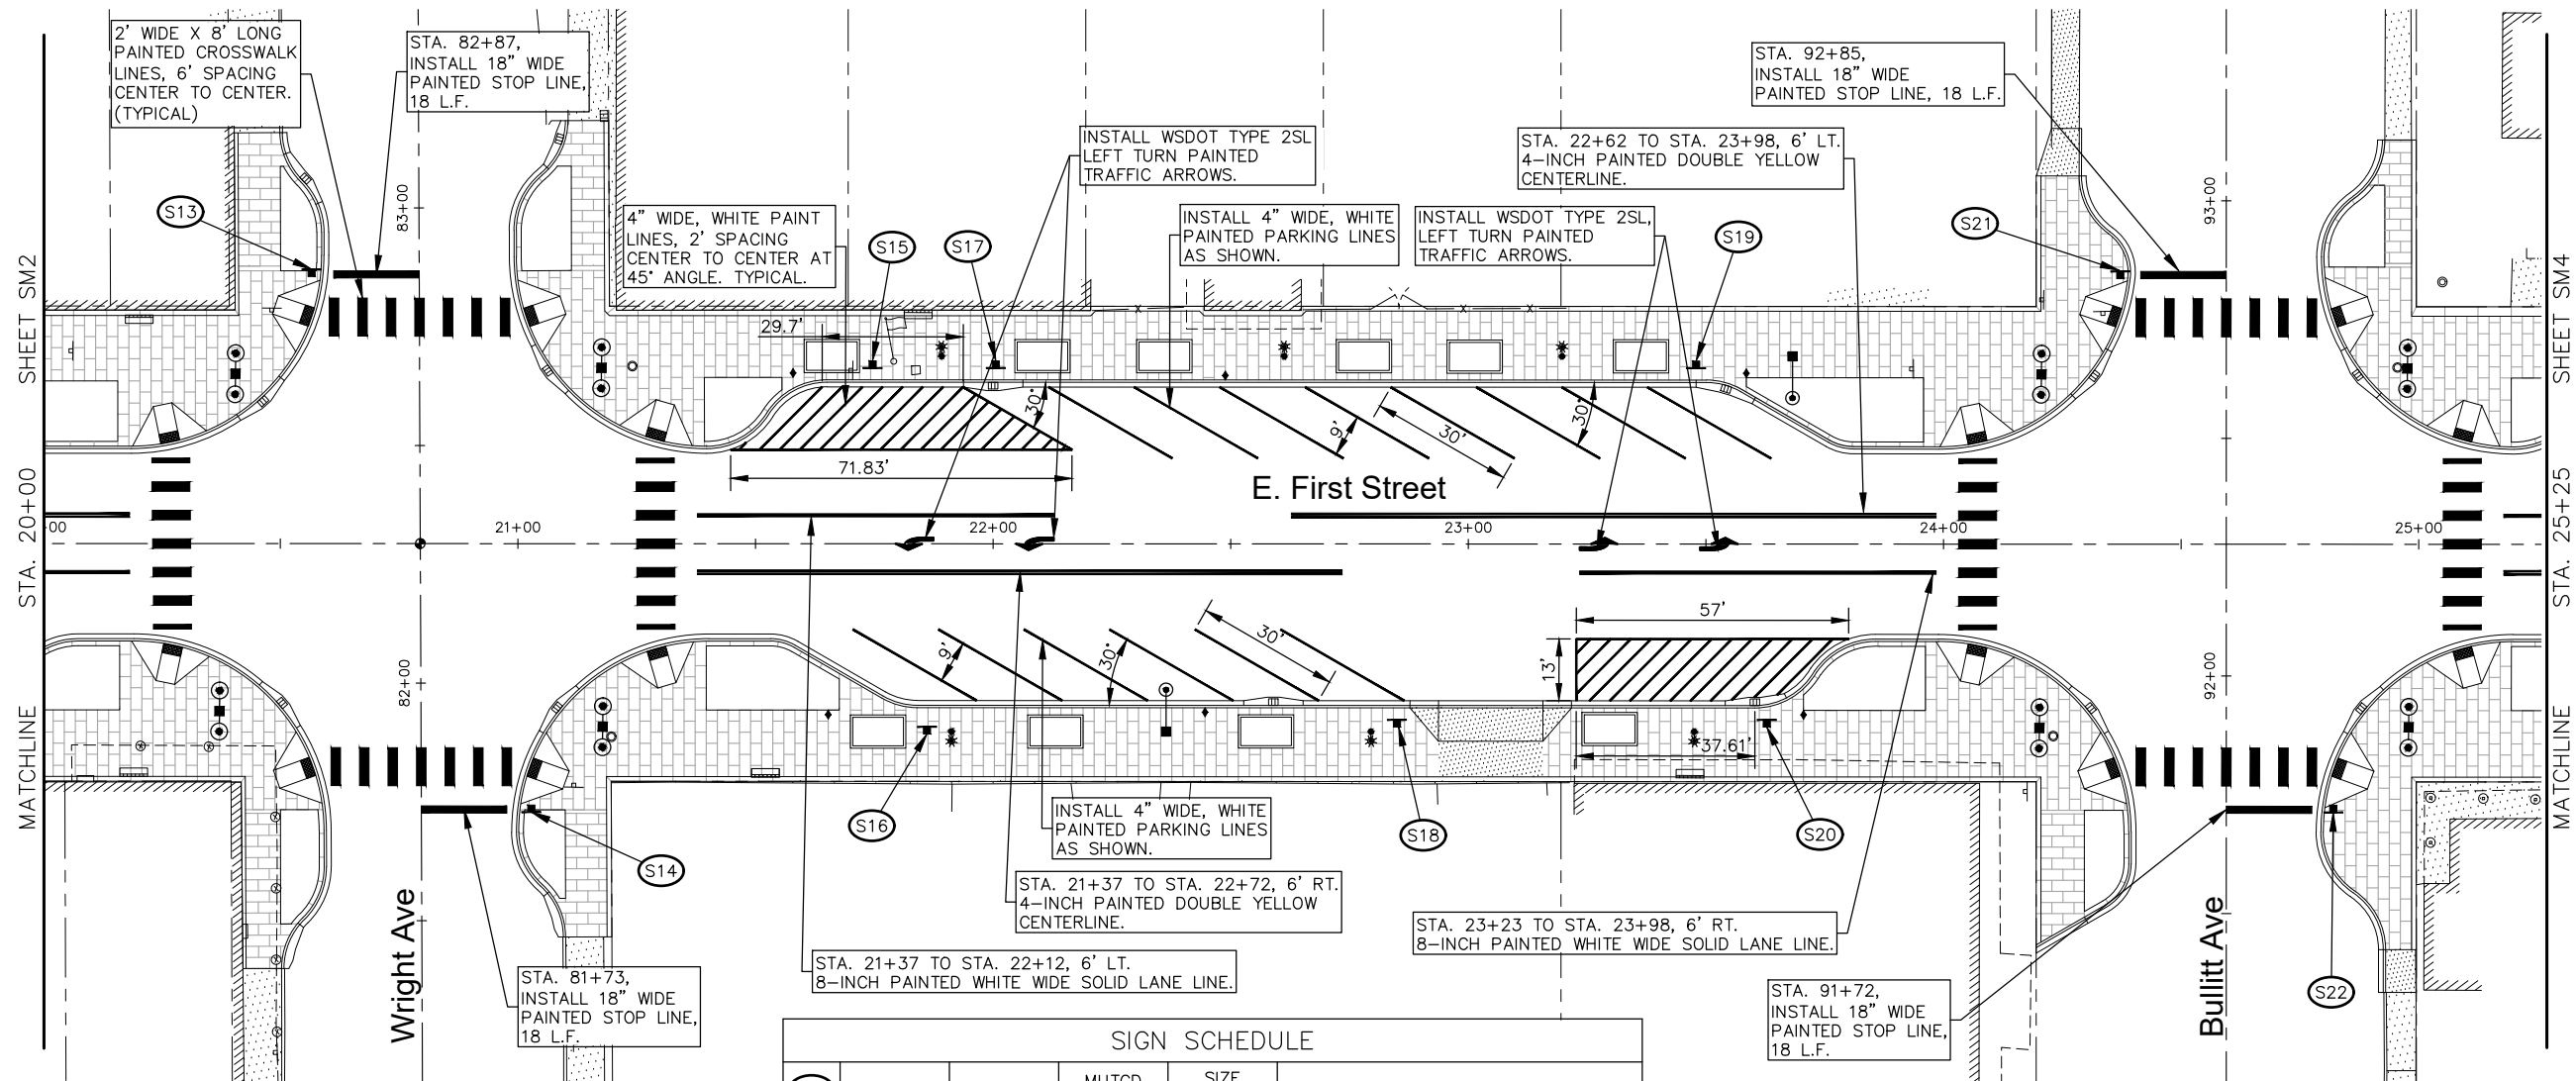 2' WIDE X 8' LONG
PAINTED CROSSWALK
LINES, 6' SPACING
CENTER TO CENTER.
(TYPICAL)
STA. 82+87,
INSTALL 18" WIDE
PAINTED STOP LINE,
18 L.F.
STA. 92+85,
INSTALL 18" WIDE
PAINTED STOP LINE, 18 L.F.
INSTALL WSDOT TYPE 2SL
LEFT TURN PAINTED
TRAFFIC ARROWS.
STA. 22+62 TO STA. 23+98, 6' LT.
4-INCH PAINTED DOUBLE YELLOW
CENTERLINE.
4" WIDE, WHITE PAINT
LINES, 2' SPACING
CENTER TO CENTER AT
45° ANGLE. TYPICAL.
INSTALL 4" WIDE, WHITE
PAINTED PARKING LINES
AS SHOWN.
INSTALL WSDOT TYPE 2SL,
LEFT TURN PAINTED
TRAFFIC ARROWS.
S13
S15
S17
S19
S21
83+00
93+00
SHEET SM2
SHEET SM4
29.7'
30°
9'
30'
30°
71.83'
E. First Street
00
21+00
22+00
23+00
24+00
25+00
STA. 20+00
STA. 25+25
57'
13'
9'
30°
30'
82+00
92+00
MATCHLINE
MATCHLINE
37.61'
S16
S18
S20
S14
S22
INSTALL 4" WIDE, WHITE
PAINTED PARKING LINES
AS SHOWN.
STA. 21+37 TO STA. 22+72, 6' RT.
4-INCH PAINTED DOUBLE YELLOW
CENTERLINE.
STA. 23+23 TO STA. 23+98, 6' RT.
8-INCH PAINTED WHITE WIDE SOLID LANE LINE.
STA. 21+37 TO STA. 22+12, 6' LT.
8-INCH PAINTED WHITE WIDE SOLID LANE LINE.
Wright Ave
Bullitt Ave
STA. 81+73,
INSTALL 18" WIDE
PAINTED STOP LINE,
18 L.F.
STA. 91+72,
INSTALL 18" WIDE
PAINTED STOP LINE,
18 L.F.
SIGN SCHEDULE
MUTCD
SIZE